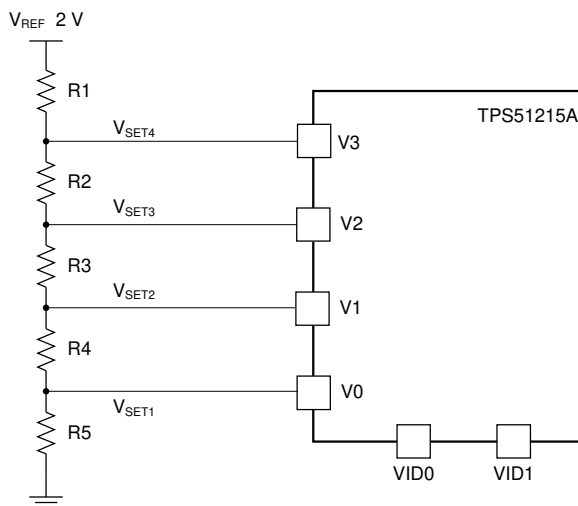 VREF 2 V
R1
TPS51215A
VSET4
V3
R2
VSET3
V2
R3
VSET2
V1
R4
VSET1
V0
R5
VID0 VID1